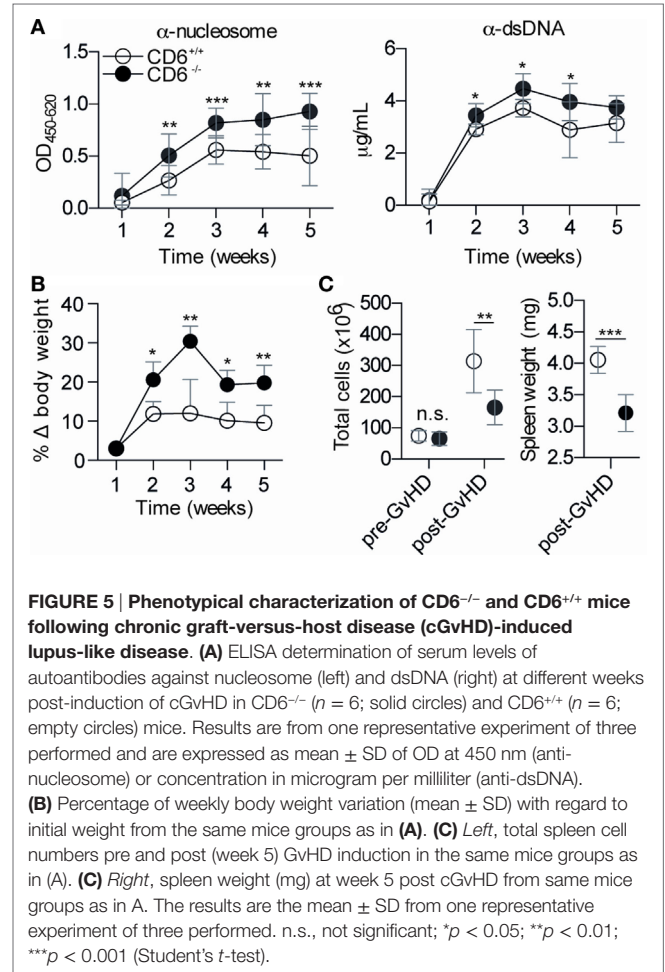 A
α-nucleosome
α-dsDNA
CD6+/+
CD6-/-
OD450-620
1.5
1.0
0.5
0.0
** *** ** ***
1 2 3 4 5
Time (weeks)
μg/mL
6
4
2
0
* * *
1 2 3 4 5
Time (weeks)
B
% Δ body weight
40
30
20
10
0
* ** * **
1 2 3 4 5
Time (weeks)
C
Total cells (x10⁶)
500
400
300
200
100
0
n.s. **
pre-GvHD post-GvHD
Spleen weight (mg)
5.0
4.5
4.0
3.5
3.0
2.5
***
post-GvHD
FIGURE 5 | Phenotypical characterization of CD6−/− and CD6+/+ mice
following chronic graft-versus-host disease (cGvHD)-induced
lupus-like disease. (A) ELISA determination of serum levels of
autoantibodies against nucleosome (left) and dsDNA (right) at different weeks
post-induction of cGvHD in CD6−/− (n = 6; solid circles) and CD6+/+ (n = 6;
empty circles) mice. Results are from one representative experiment of three
performed and are expressed as mean ± SD of OD at 450 nm (anti-
nucleosome) or concentration in microgram per milliliter (anti-dsDNA).
(B) Percentage of weekly body weight variation (mean ± SD) with regard to
initial weight from the same mice groups as in (A). (C) Left, total spleen cell
numbers pre and post (week 5) GvHD induction in the same mice groups as
in (A). (C) Right, spleen weight (mg) at week 5 post cGvHD from same mice
groups as in A. The results are the mean ± SD from one representative
experiment of three performed. n.s., not significant; *p < 0.05; **p < 0.01;
***p < 0.001 (Student's t-test).